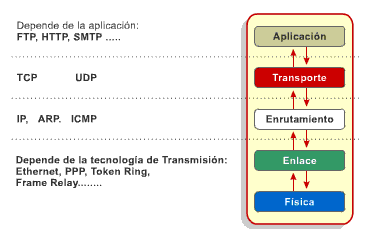 Depende de la aplicación:
FTP, HTTP, SMTP .....
Aplicación
TCP UDP
Transporte
IP, ARP. ICMP
Enrutamiento
Depende de la tecnología de Transmisión:
Ethernet, PPP, Token Ring,
Frame Relay........
Enlace
Física